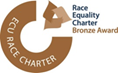 ECU RACE CHARTER
Race
Equality
Charter
Bronze Award